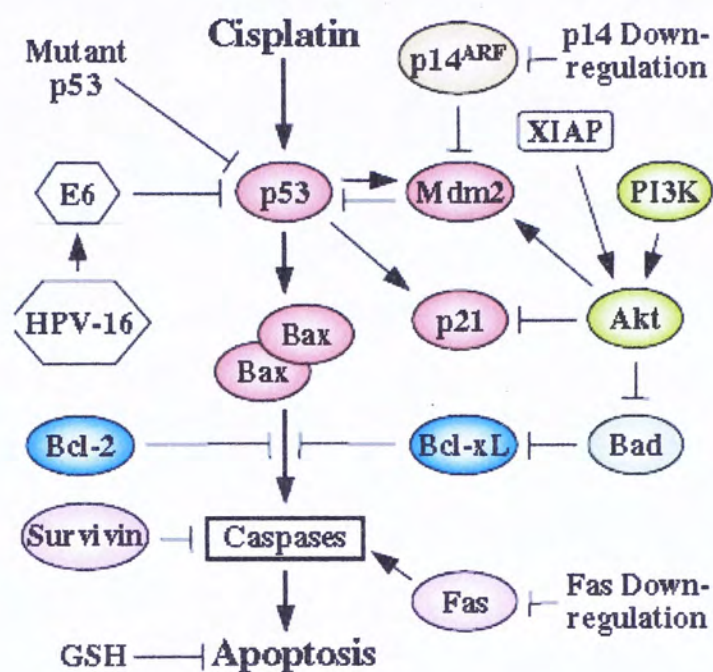 Cisplatin
Mutant
p53
p14ARF
p14 Down-
regulation
XIAP
E6
p53
Mdm2
PI3K
HPV-16
Bax
Bax
p21
Akt
Bcl-2
Bcl-xL
Bad
Survivin
Caspases
Fas
Fas Down-
regulation
GSH
Apoptosis